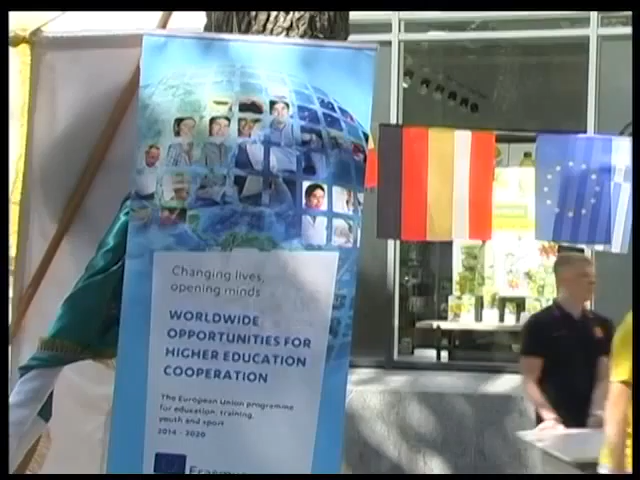 Changing lives,
opening minds
WORLDWIDE
OPPORTUNITIES FOR
HIGHER EDUCATION
COOPERATION
The European Union programme
for education, training,
youth and sport
2014 - 2020